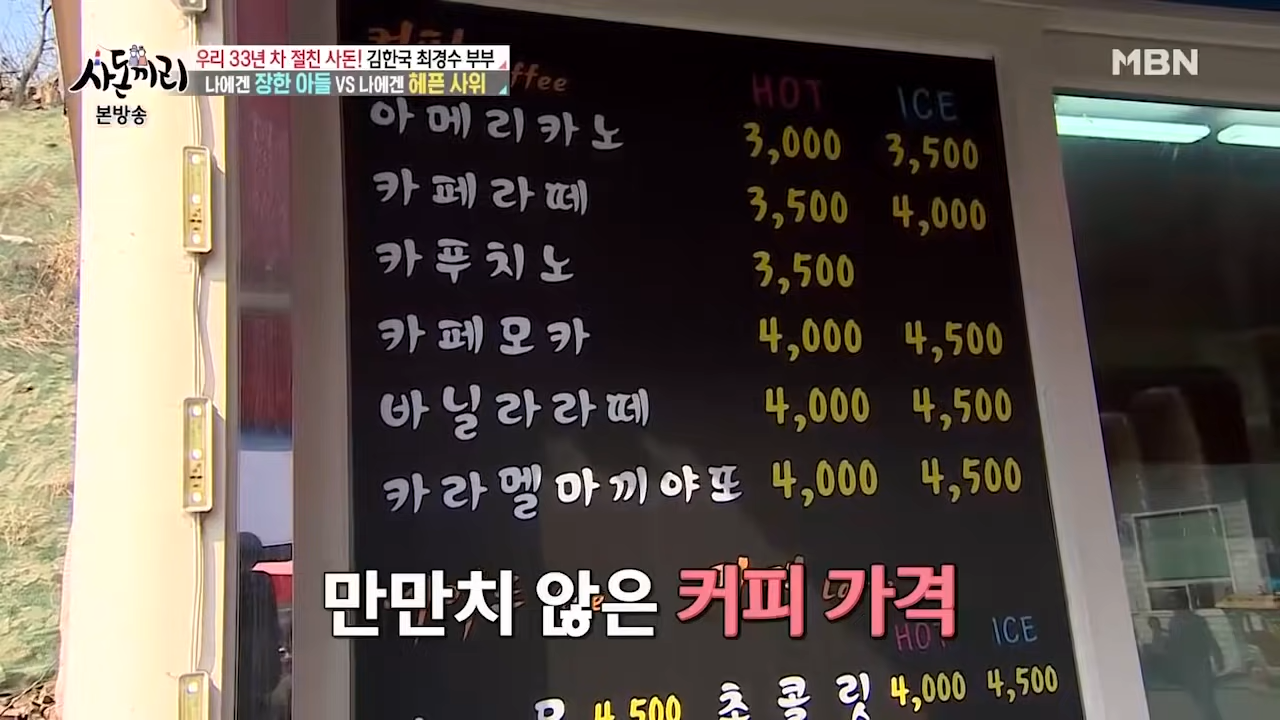 사돈끼리
본방송
우리 33년 차 절친 사돈! 김한국 최경수 부부
나에겐 장한 아들 VS 나에겐 헤픈 사위
MBN
커피
HOT ICE
아메리카노 3,000 3,500
카페라떼 3,500 4,000
카푸치노 3,500
카페모카 4,000 4,500
바닐라라떼 4,000 4,500
카라멜마끼야또 4,000 4,500
만만치 않은 커피 가격
HOT ICE
4,500 초콜릿 4,000 4,500